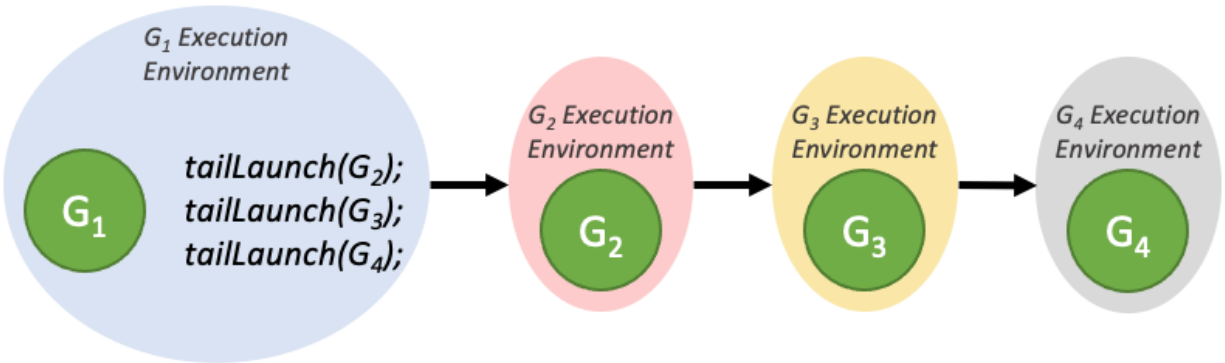 G₁ Execution
Environment
G₁
tailLaunch(G₂);
tailLaunch(G₃);
tailLaunch(G₄);
G₂ Execution
Environment
G₂
G₃ Execution
Environment
G₃
G₄ Execution
Environment
G₄